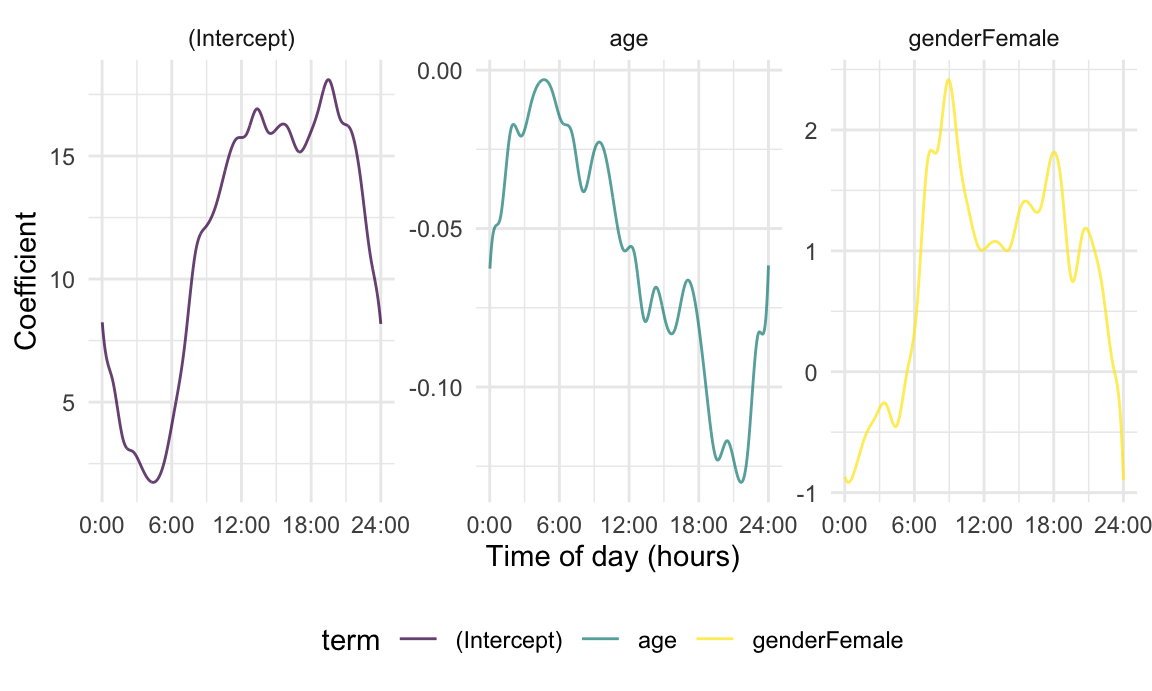 (Intercept) age genderFemale
Coefficient
15
10
5
0.00
-0.05
-0.10
2
1
0
-1
0:00 6:00 12:00 18:00 24:00 0:00 6:00 12:00 18:00 24:00 0:00 6:00 12:00 18:00 24:00
Time of day (hours)
term (Intercept) age genderFemale